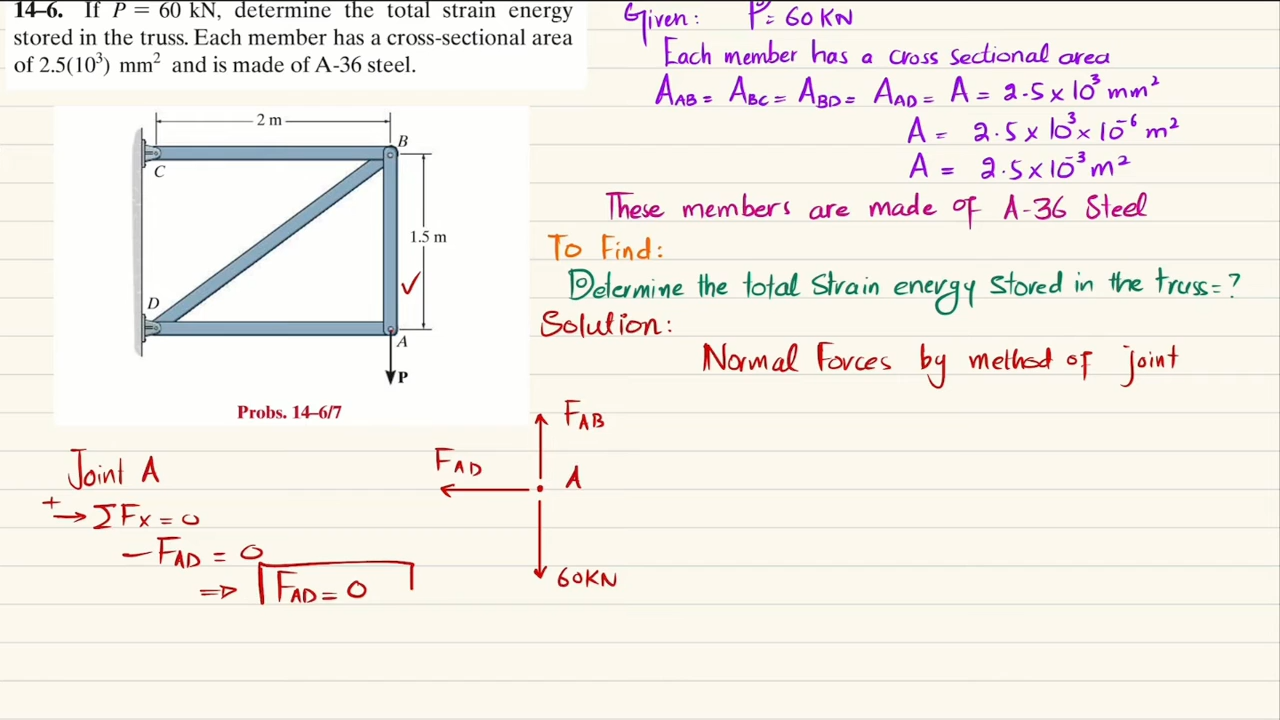 14–6. If P = 60 kN, determine the total strain energy
stored in the truss. Each member has a cross-sectional area
of 2.5(10³) mm² and is made of A-36 steel.
2 m
B
C
1.5 m
D
A
P
Probs. 14–6/7
Given: P = 60 KN
Each member has a cross sectional area
A_AB = A_BC = A_BD = A_AD = A = 2.5 x 10³ mm²
A = 2.5 x 10³ x 10⁻⁶ m²
A = 2.5 x 10⁻³ m²
These members are made of A-36 Steel
To Find:
Determine the total strain energy stored in the truss = ?
Solution:
Normal Forces by method of joint
Joint A
+→ ΣFx = 0
-F_AD = 0
⇒ F_AD = 0
F_AB
F_AD
A
60KN